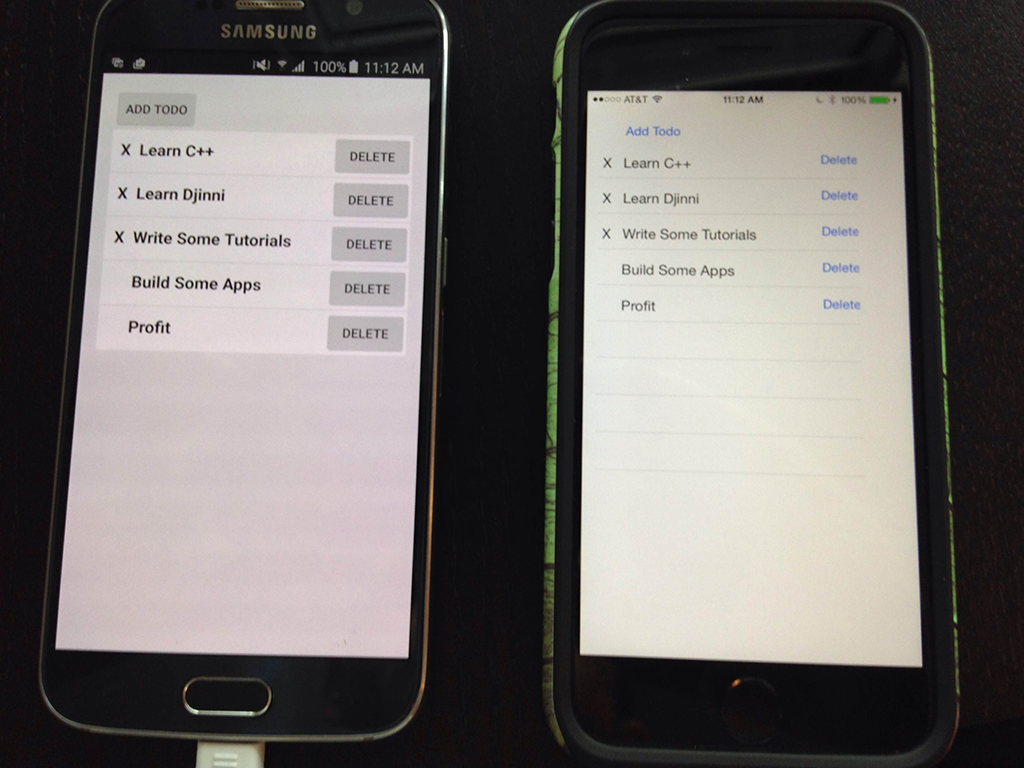 SAMSUNG
100% 11:12 AM
ADD TODO
X Learn C++ DELETE
X Learn Djinni DELETE
X Write Some Tutorials DELETE
Build Some Apps DELETE
Profit DELETE
AT&T 11:12 AM 100%
Add Todo
X Learn C++ Delete
X Learn Djinni Delete
X Write Some Tutorials Delete
Build Some Apps Delete
Profit Delete